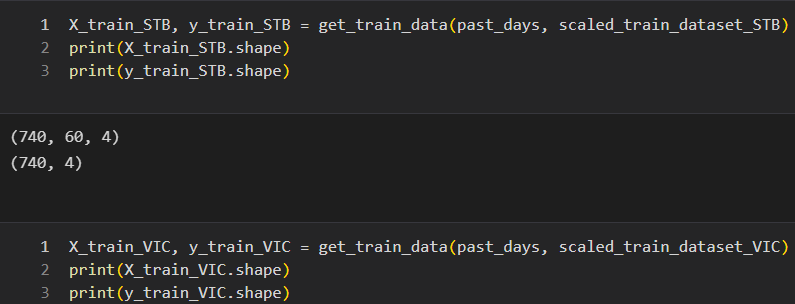 1 X_train_STB, y_train_STB = get_train_data(past_days, scaled_train_dataset_STB)
2 print(X_train_STB.shape)
3 print(y_train_STB.shape)
(740, 60, 4)
(740, 4)
1 X_train_VIC, y_train_VIC = get_train_data(past_days, scaled_train_dataset_VIC)
2 print(X_train_VIC.shape)
3 print(y_train_VIC.shape)